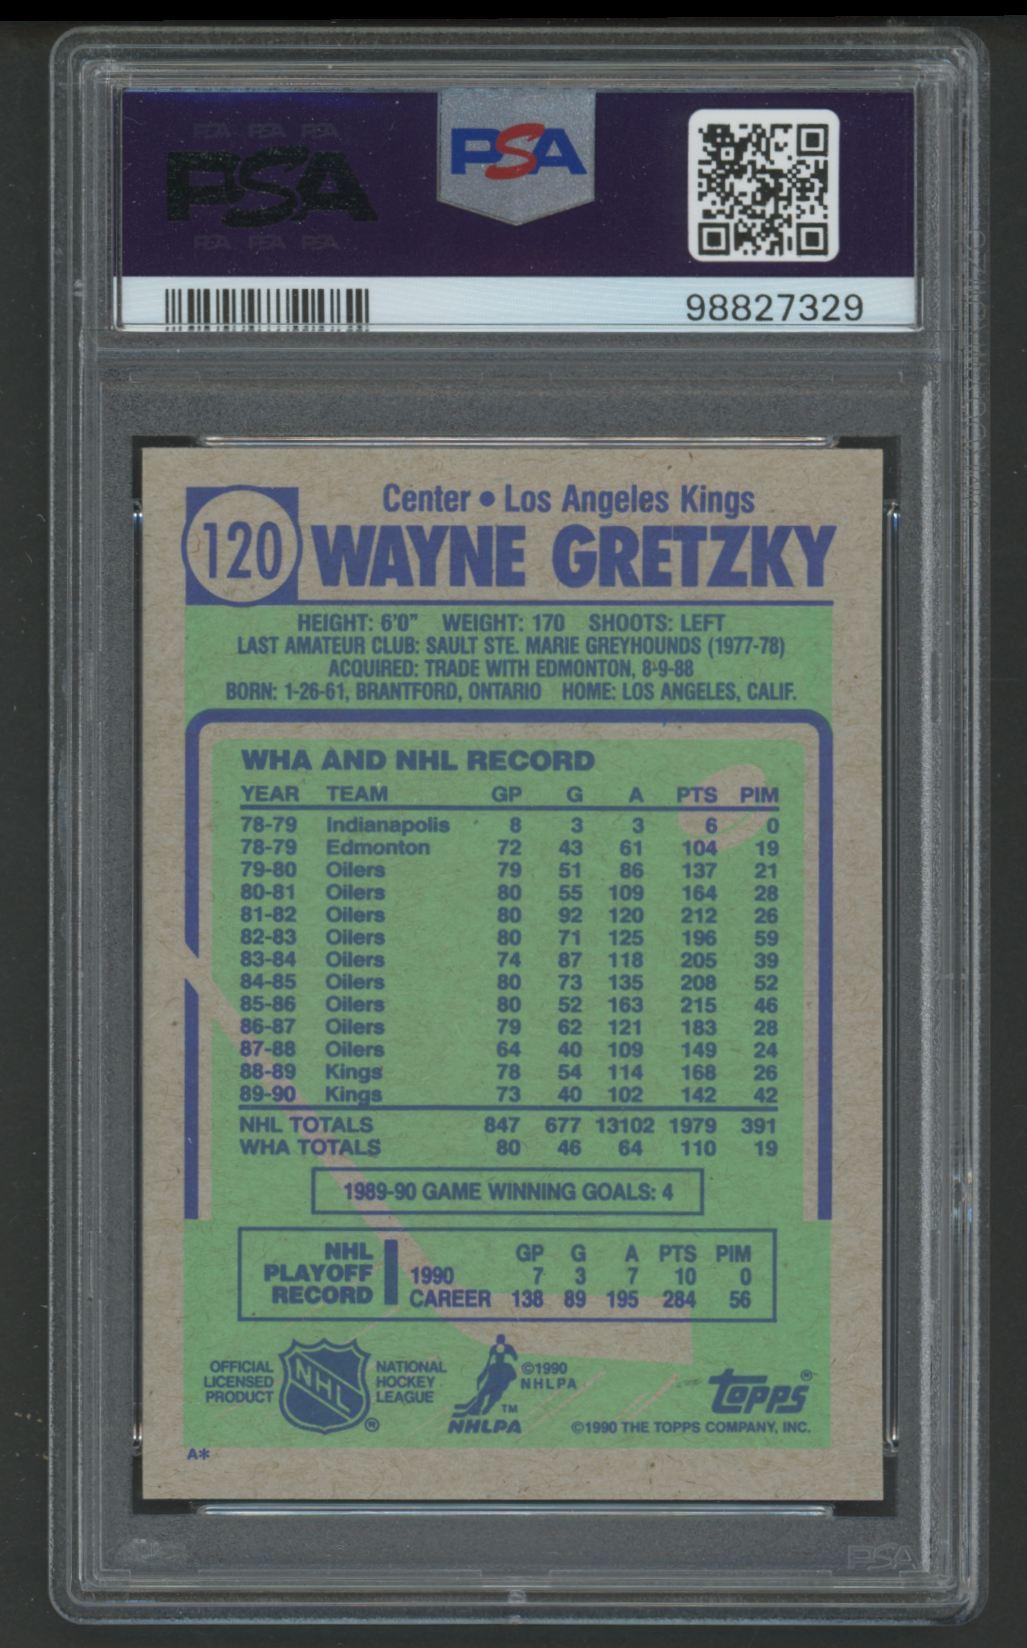 PSA PSA PSA
PSA
PSA PSA PSA
PSA
98827329
Center • Los Angeles Kings
120 WAYNE GRETZKY
HEIGHT: 6'0" WEIGHT: 170 SHOOTS: LEFT
LAST AMATEUR CLUB: SAULT STE. MARIE GREYHOUNDS (1977-78)
ACQUIRED: TRADE WITH EDMONTON, 8-9-88
BORN: 1-26-61, BRANTFORD, ONTARIO HOME: LOS ANGELES, CALIF.
WHA AND NHL RECORD
YEAR TEAM GP G A PTS PIM
78-79 Indianapolis 8 3 3 6 0
78-79 Edmonton 72 43 61 104 19
79-80 Oilers 79 51 86 137 21
80-81 Oilers 80 55 109 164 28
81-82 Oilers 80 92 120 212 26
82-83 Oilers 80 71 125 196 59
83-84 Oilers 74 87 118 205 39
84-85 Oilers 80 73 135 208 52
85-86 Oilers 80 52 163 215 46
86-87 Oilers 79 62 121 183 28
87-88 Oilers 64 40 109 149 24
88-89 Kings 78 54 114 168 26
89-90 Kings 73 40 102 142 42
NHL TOTALS 847 677 13102 1979 391
WHA TOTALS 80 46 64 110 19
1989-90 GAME WINNING GOALS: 4
NHL PLAYOFF RECORD
GP G A PTS PIM
1990 7 3 7 10 0
CAREER 138 89 195 284 56
OFFICIAL
LICENSED
PRODUCT
NHL
®
NATIONAL
HOCKEY
LEAGUE
©1990
NHLPA
TM
NHLPA
topps®
©1990 THE TOPPS COMPANY, INC.
A*
PSA